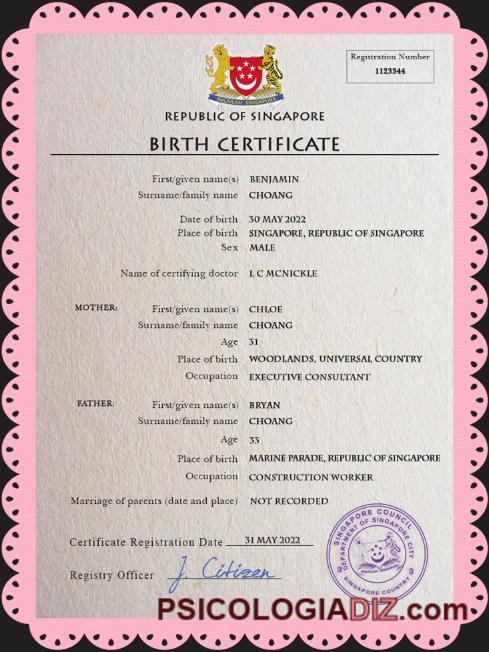 Registration Number
1123344
MAJULAH SINGAPURA
REPUBLIC OF SINGAPORE
BIRTH CERTIFICATE
First/given name(s) BENJAMIN
Surname/family name CHOANG
Date of birth 30 MAY 2022
Place of birth SINGAPORE, REPUBLIC OF SINGAPORE
Sex MALE
Name of certifying doctor I. C MCNICKLE
MOTHER: First/given name(s) CHLOE
Surname/family name CHOANG
Age 31
Place of birth WOODLANDS, UNIVERSAL COUNTRY
Occupation EXECUTIVE CONSULTANT
FATHER: First/given name(s) BRYAN
Surname/family name CHOANG
Age 33
Place of birth MARINE PARADE, REPUBLIC OF SINGAPORE
Occupation CONSTRUCTION WORKER
Marriage of parents (date and place) NOT RECORDED
Certificate Registration Date 31 MAY 2022
Registry Officer J. Citizen
SINGAPORE COUNCIL
DEPARTMENT OF SINGAPORE CITY
3 3
SINGAPORE COUNTRY
PSICOLOGIADIZ.com